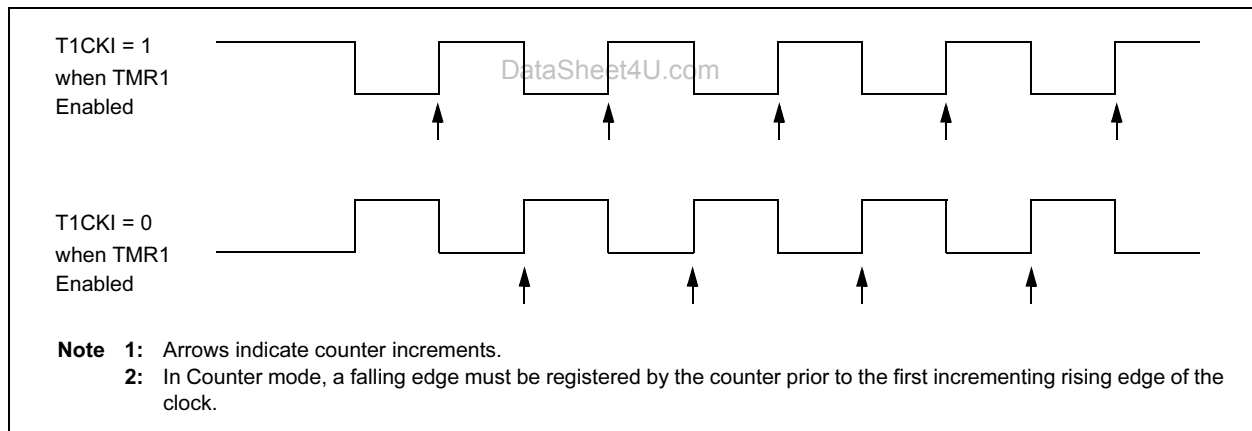 T1CKI = 1
when TMR1
Enabled
DataSheet4U.com
T1CKI = 0
when TMR1
Enabled
Note 1: Arrows indicate counter increments.
2: In Counter mode, a falling edge must be registered by the counter prior to the first incrementing rising edge of the
clock.